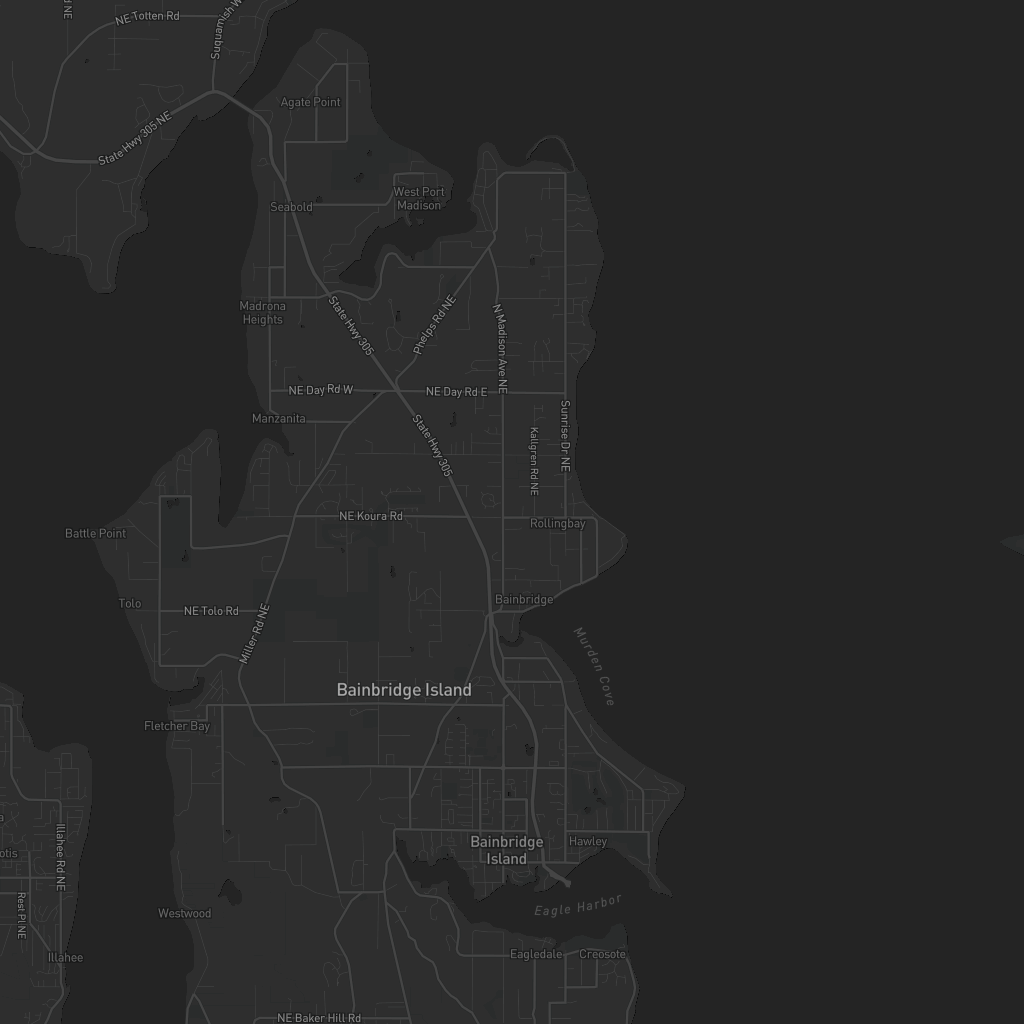 NE Totten Rd
State Hwy 305 NE
Agate Point
West Port
Madison
Seabold
Madrona
Heights
State Hwy 305
Phelps Rd NE
N Madison Ave NE
NE Day Rd W
NE Day Rd E
Manzanita
State Hwy 305
Sunrise Dr NE
Kallgren Rd NE
NE Koura Rd
Rollingbay
Battle Point
Tolo
NE Tolo Rd
Bainbridge
Miller Rd NE
Murden Cove
Bainbridge Island
Fletcher Bay
Illahee Rd NE
Bainbridge
Island
Hawley
Rest Pl NE
Westwood
Eagle Harbor
Illahee
Eagledale
Creosote
NE Baker Hill Rd